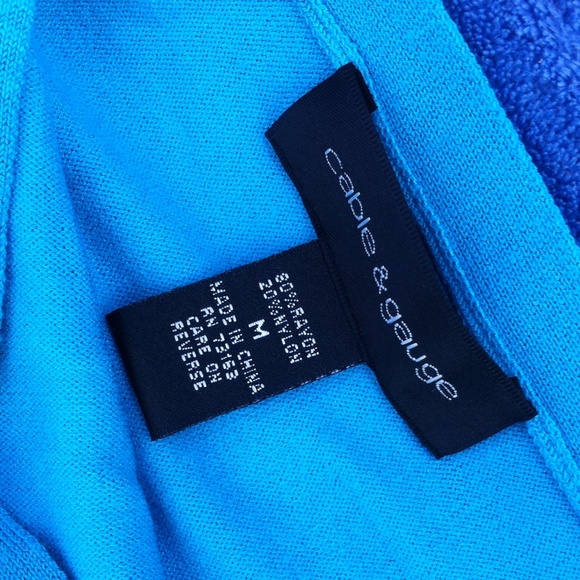 cable & gauge
80%RAYON
20%NYLON
M
MADE IN CHINA
RN 73163
CARE ON
REVERSE